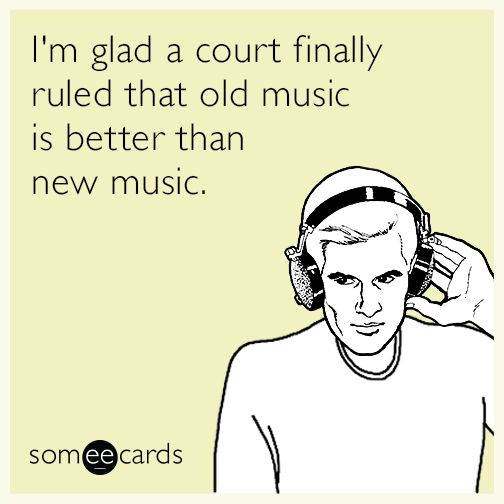 I'm glad a court finally
ruled that old music
is better than
new music.
someecards